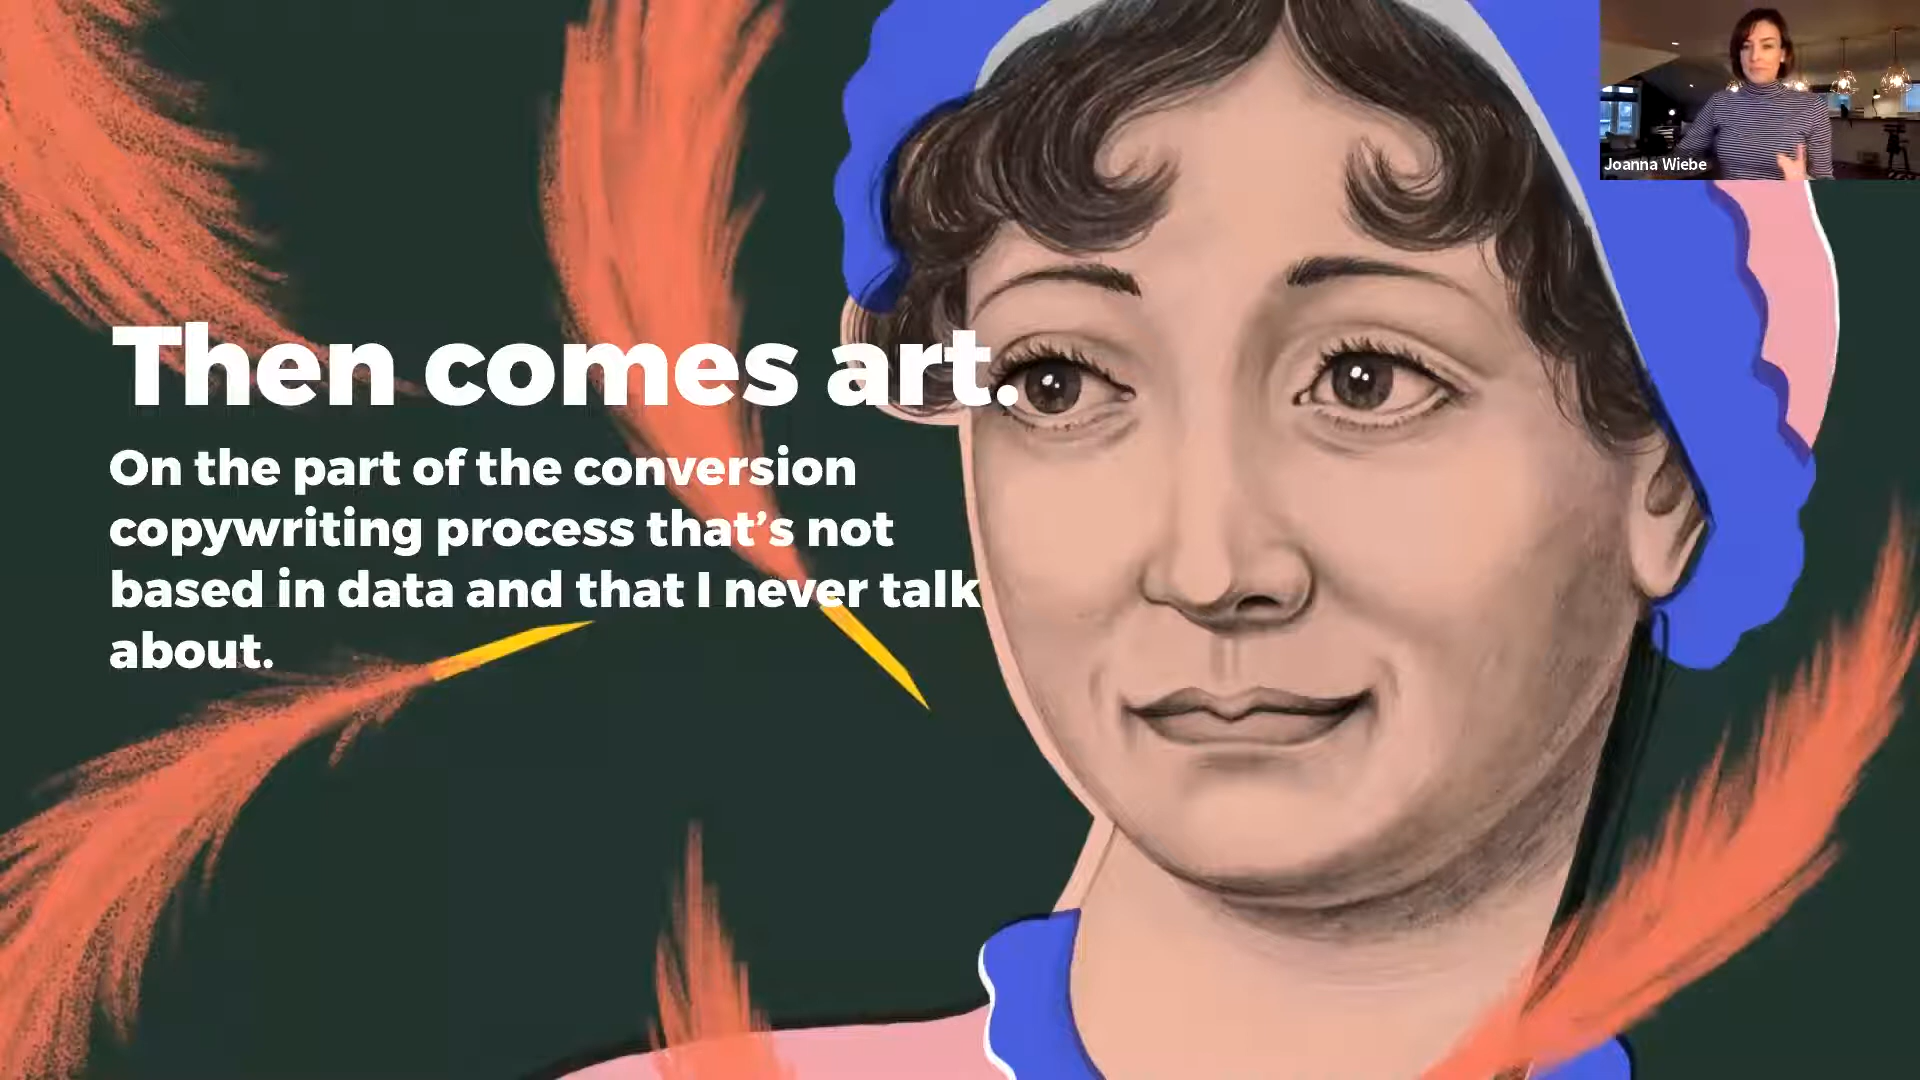 Then comes art.
On the part of the conversion
copywriting process that’s not
based in data and that I never talk
about.
Joanna Wiebe